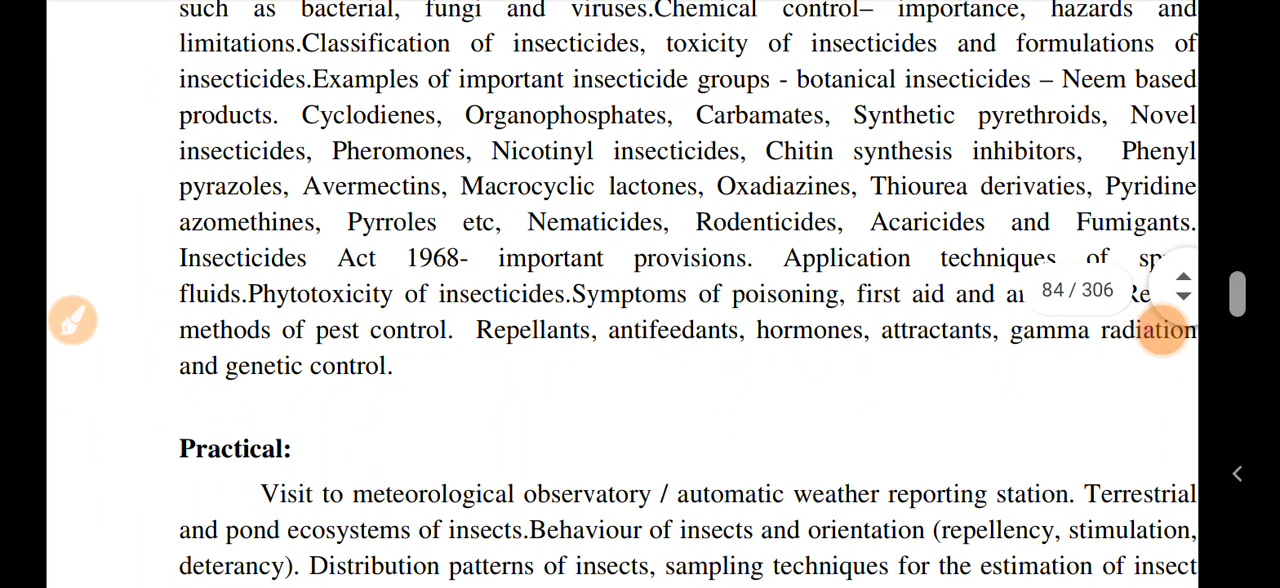 such as bacterial, fungi and viruses.Chemical control– importance, hazards and
limitations.Classification of insecticides, toxicity of insecticides and formulations of
insecticides.Examples of important insecticide groups - botanical insecticides – Neem based
products. Cyclodienes, Organophosphates, Carbamates, Synthetic pyrethroids, Novel
insecticides, Pheromones, Nicotinyl insecticides, Chitin synthesis inhibitors, Phenyl
pyrazoles, Avermectins, Macrocyclic lactones, Oxadiazines, Thiourea derivaties, Pyridine
azomethines, Pyrroles etc, Nematicides, Rodenticides, Acaricides and Fumigants.
Insecticides Act 1968- important provisions. Application techniques of
fluids.Phytotoxicity of insecticides.Symptoms of poisoning, first aid and
84 / 306
methods of pest control. Repellants, antifeedants, hormones, attractants, gamma radiation
and genetic control.
Practical:
Visit to meteorological observatory / automatic weather reporting station. Terrestrial
and pond ecosystems of insects.Behaviour of insects and orientation (repellency, stimulation,
deterancy). Distribution patterns of insects, sampling techniques for the estimation of insect